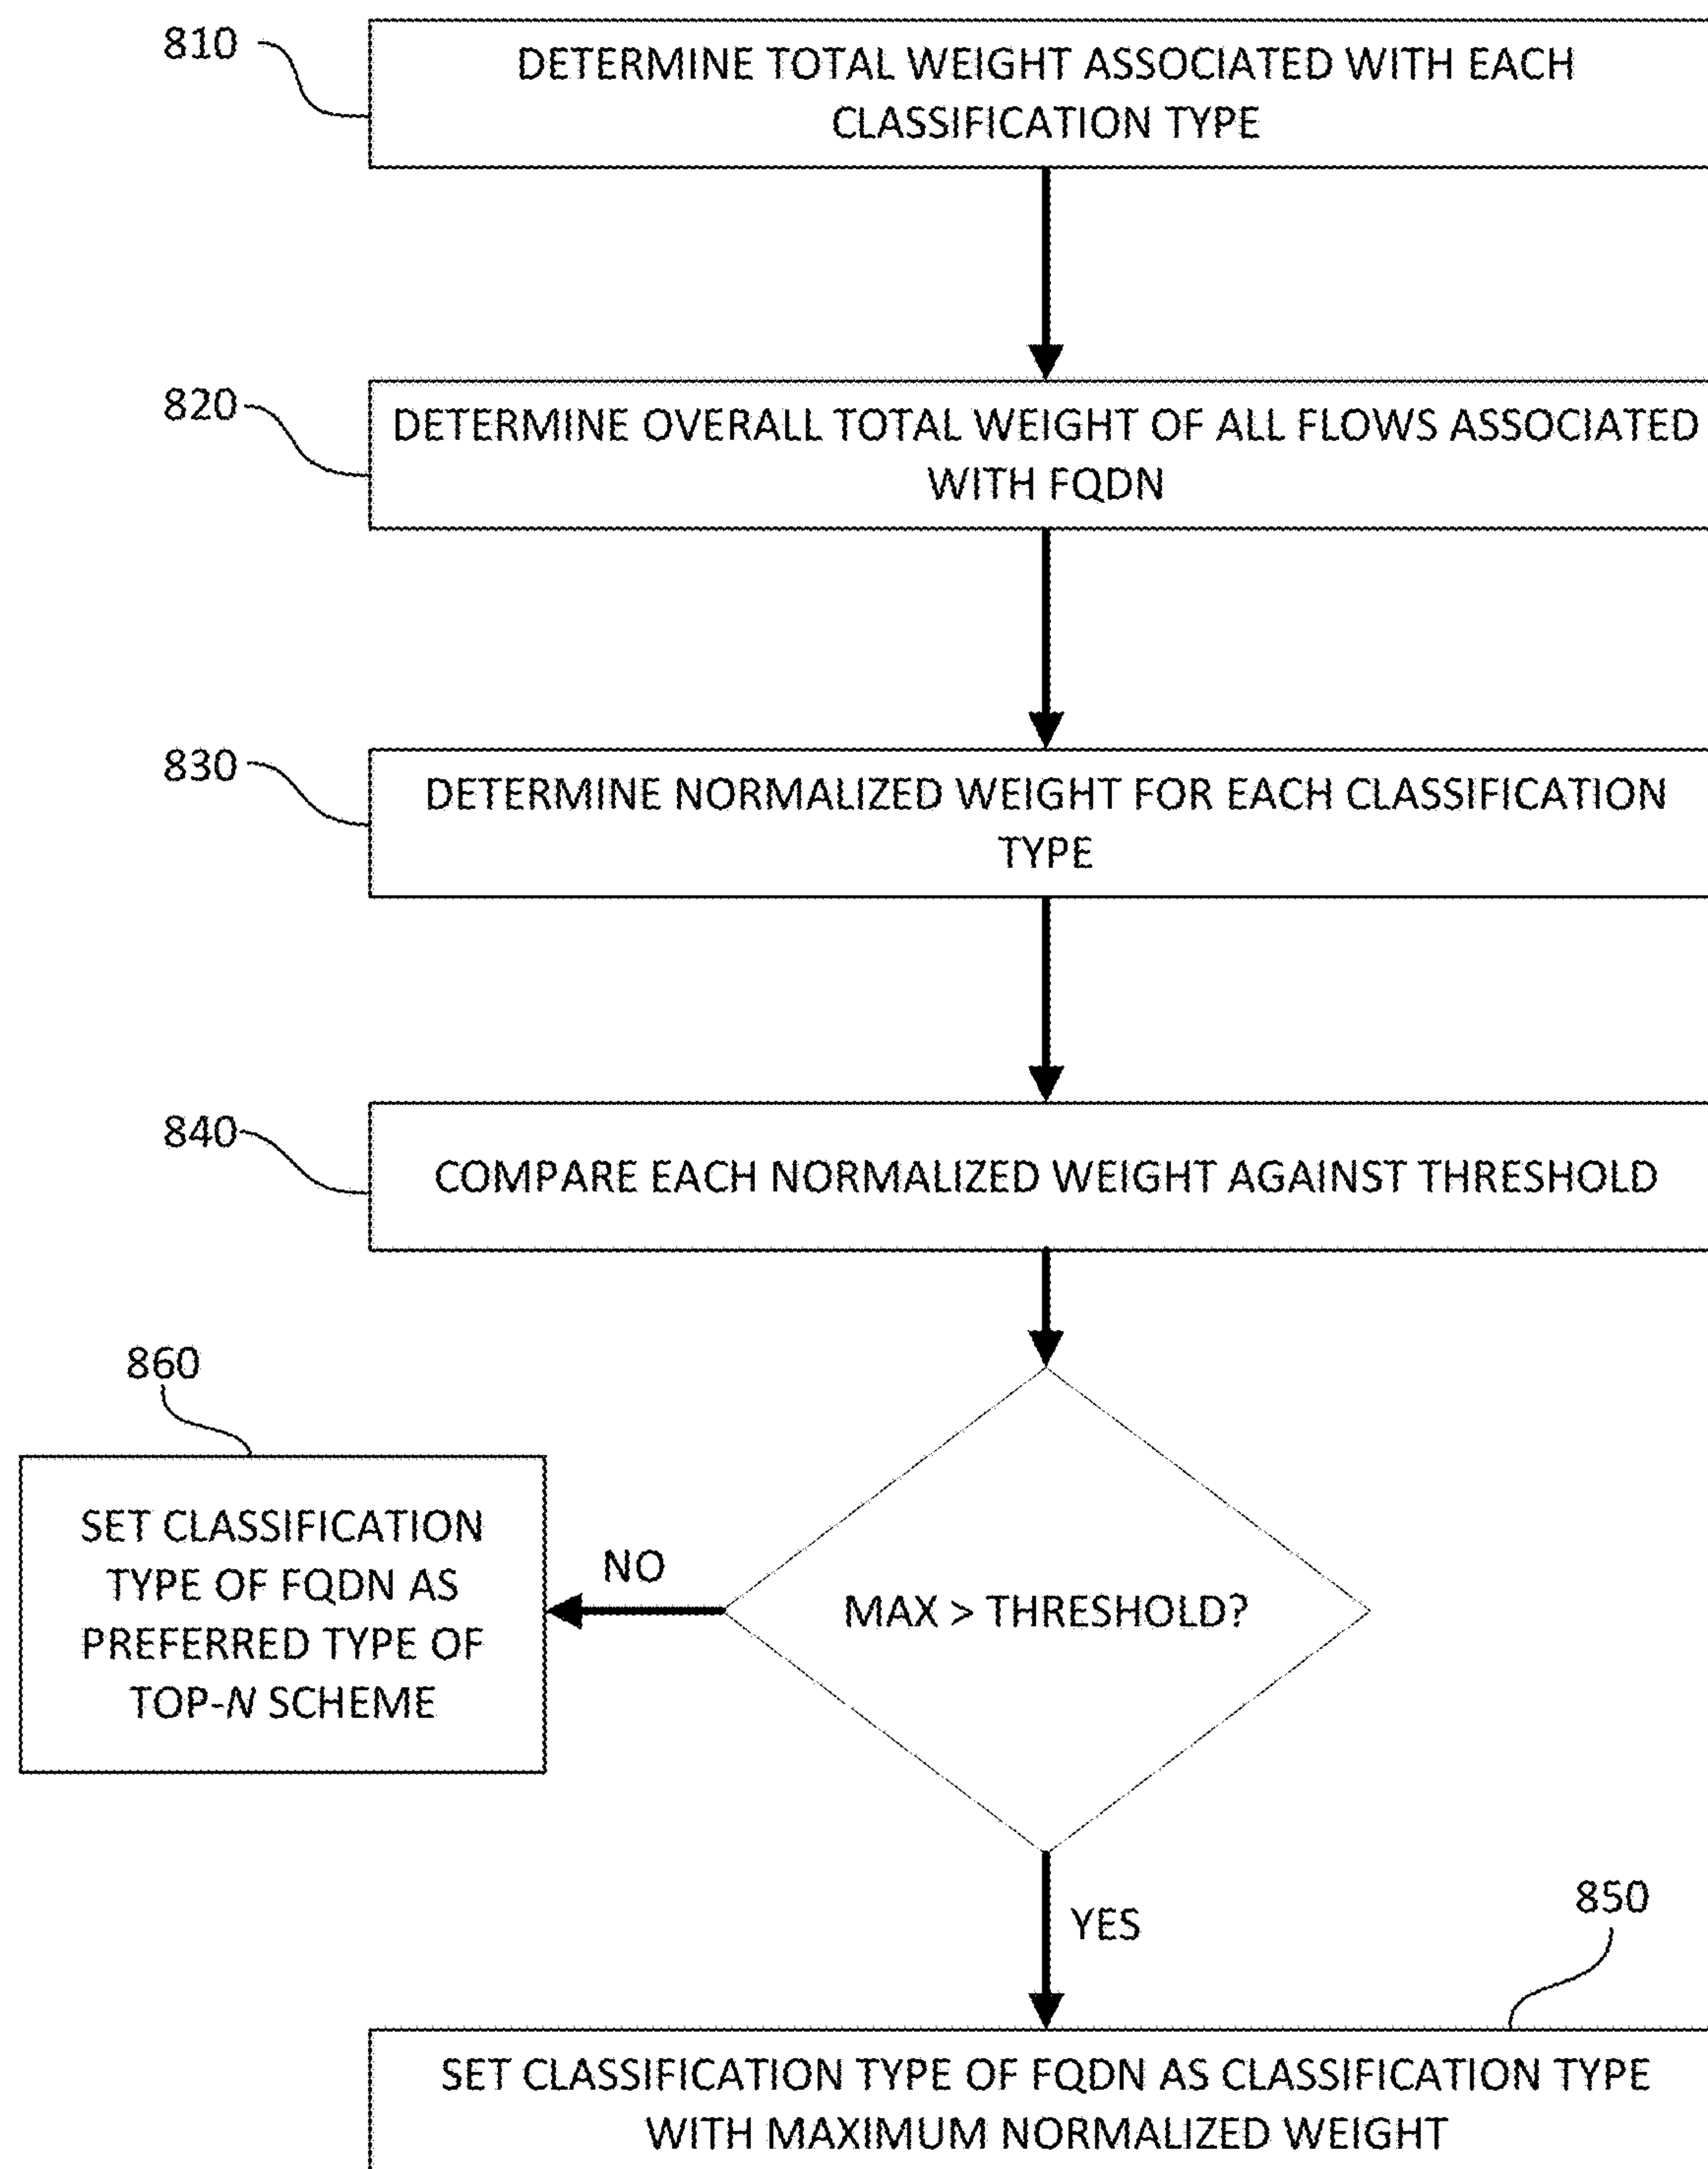 810
DETERMINE TOTAL WEIGHT ASSOCIATED WITH EACH
CLASSIFICATION TYPE
820
DETERMINE OVERALL TOTAL WEIGHT OF ALL FLOWS ASSOCIATED
WITH FQDN
830
DETERMINE NORMALIZED WEIGHT FOR EACH CLASSIFICATION
TYPE
840
COMPARE EACH NORMALIZED WEIGHT AGAINST THRESHOLD
860
SET CLASSIFICATION
TYPE OF FQDN AS
PREFERRED TYPE OF
TOP-N SCHEME
NO
MAX > THRESHOLD?
YES
850
SET CLASSIFICATION TYPE OF FQDN AS CLASSIFICATION TYPE
WITH MAXIMUM NORMALIZED WEIGHT